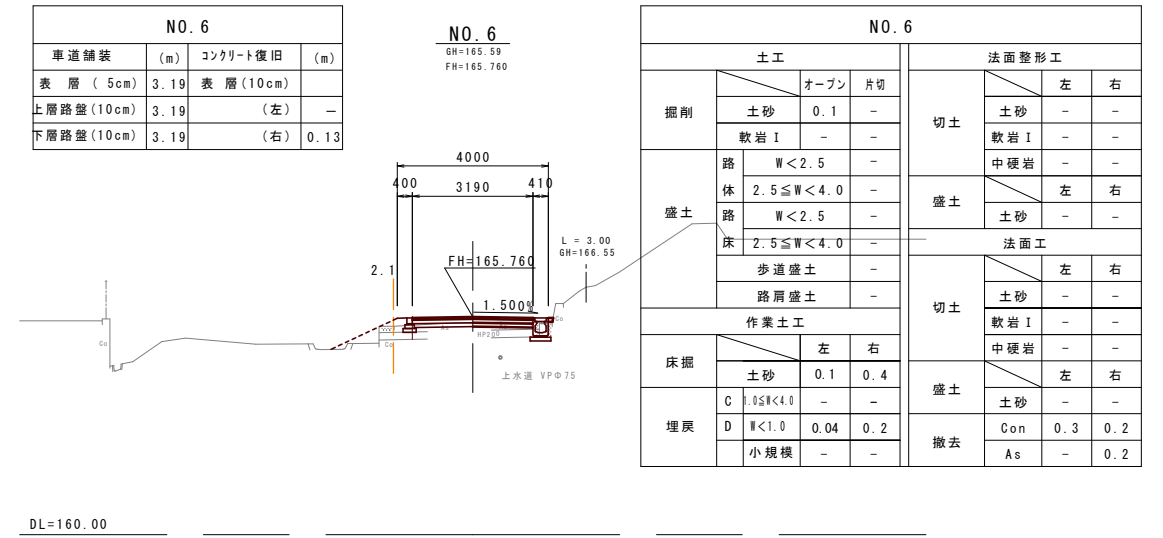 NO.6
車道舗装 (m) コンクリート復旧 (m)
表 層 ( 5cm) 3.19 表 層(10cm)
上層路盤(10cm) 3.19 (左) －
下層路盤(10cm) 3.19 (右) 0.13
NO.6
GH=165.59
FH=165.760
4000
400 3190 410
L = 3.00
GH=166.55
2.1
FH=165.760
1.500%
Co
Co
Co
As
HP200
上水道 VPΦ75
DL=160.00
NO.6
土工 法面整形工
オープン 片切 左 右
掘削 土砂 0.1 － 切土 土砂 － －
軟岩I － － 軟岩I － －
路 W＜2.5 － 中硬岩 － －
体 2.5≦W＜4.0 － 盛土 左 右
盛土 路 W＜2.5 － 土砂 － －
床 2.5≦W＜4.0 － 法面工
歩道盛土 － 切土 左 右
路肩盛土 － 土砂 － －
作業土工 軟岩I － －
床掘 左 右 中硬岩 － －
土砂 0.1 0.4 盛土 左 右
埋戻 C 1.0≦W＜4.0 － － 土砂 － －
D W＜1.0 0.04 0.2 撤去 Con 0.3 0.2
小規模 － － As － 0.2